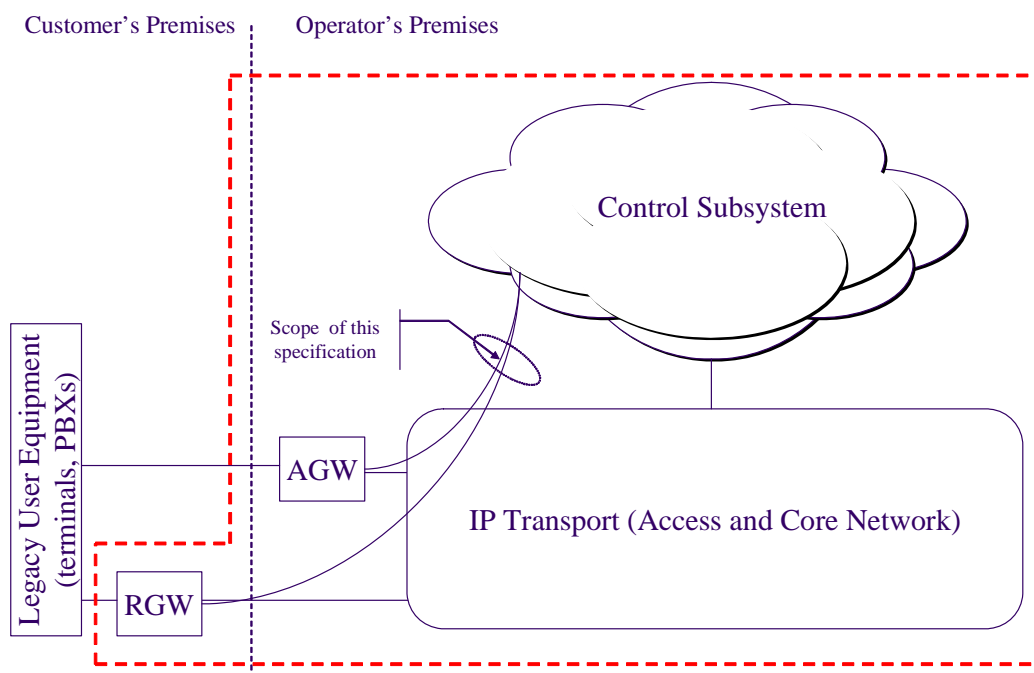 Customer’s Premises
Operator’s Premises
Control Subsystem
Scope of this
specification
Legacy User Equipment
(terminals, PBXs)
AGW
IP Transport (Access and Core Network)
RGW